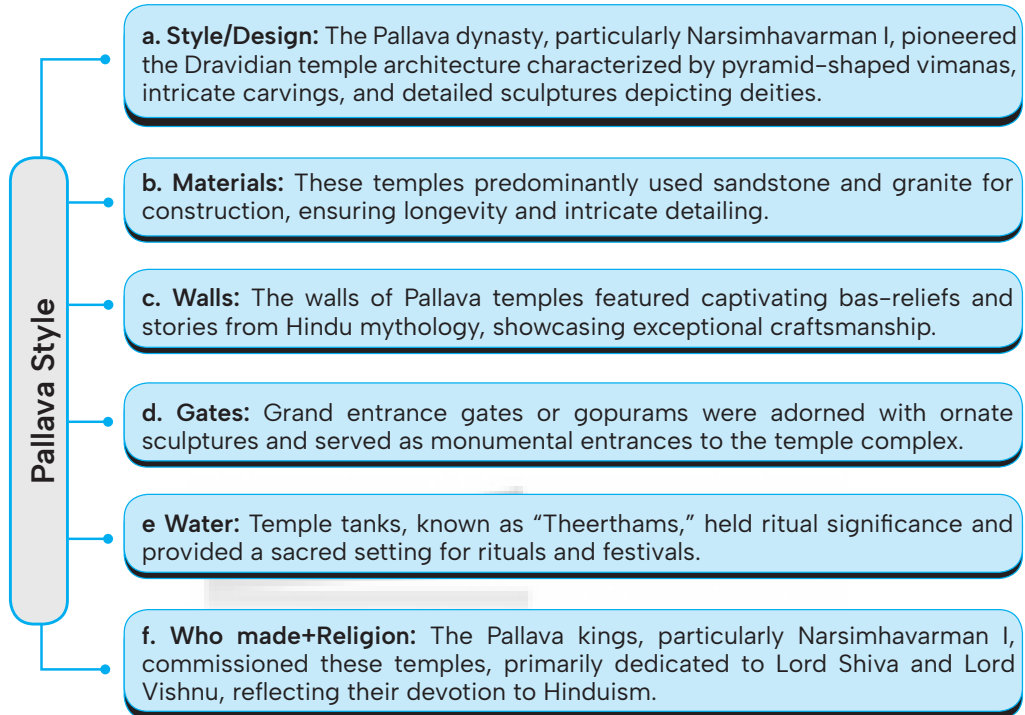 Pallava Style
a. Style/Design: The Pallava dynasty, particularly Narsimhavarman I, pioneered
the Dravidian temple architecture characterized by pyramid-shaped vimanas,
intricate carvings, and detailed sculptures depicting deities.
b. Materials: These temples predominantly used sandstone and granite for
construction, ensuring longevity and intricate detailing.
c. Walls: The walls of Pallava temples featured captivating bas-reliefs and
stories from Hindu mythology, showcasing exceptional craftsmanship.
d. Gates: Grand entrance gates or gopurams were adorned with ornate
sculptures and served as monumental entrances to the temple complex.
e Water: Temple tanks, known as “Theerthams,” held ritual significance and
provided a sacred setting for rituals and festivals.
f. Who made+Religion: The Pallava kings, particularly Narsimhavarman I,
commissioned these temples, primarily dedicated to Lord Shiva and Lord
Vishnu, reflecting their devotion to Hinduism.